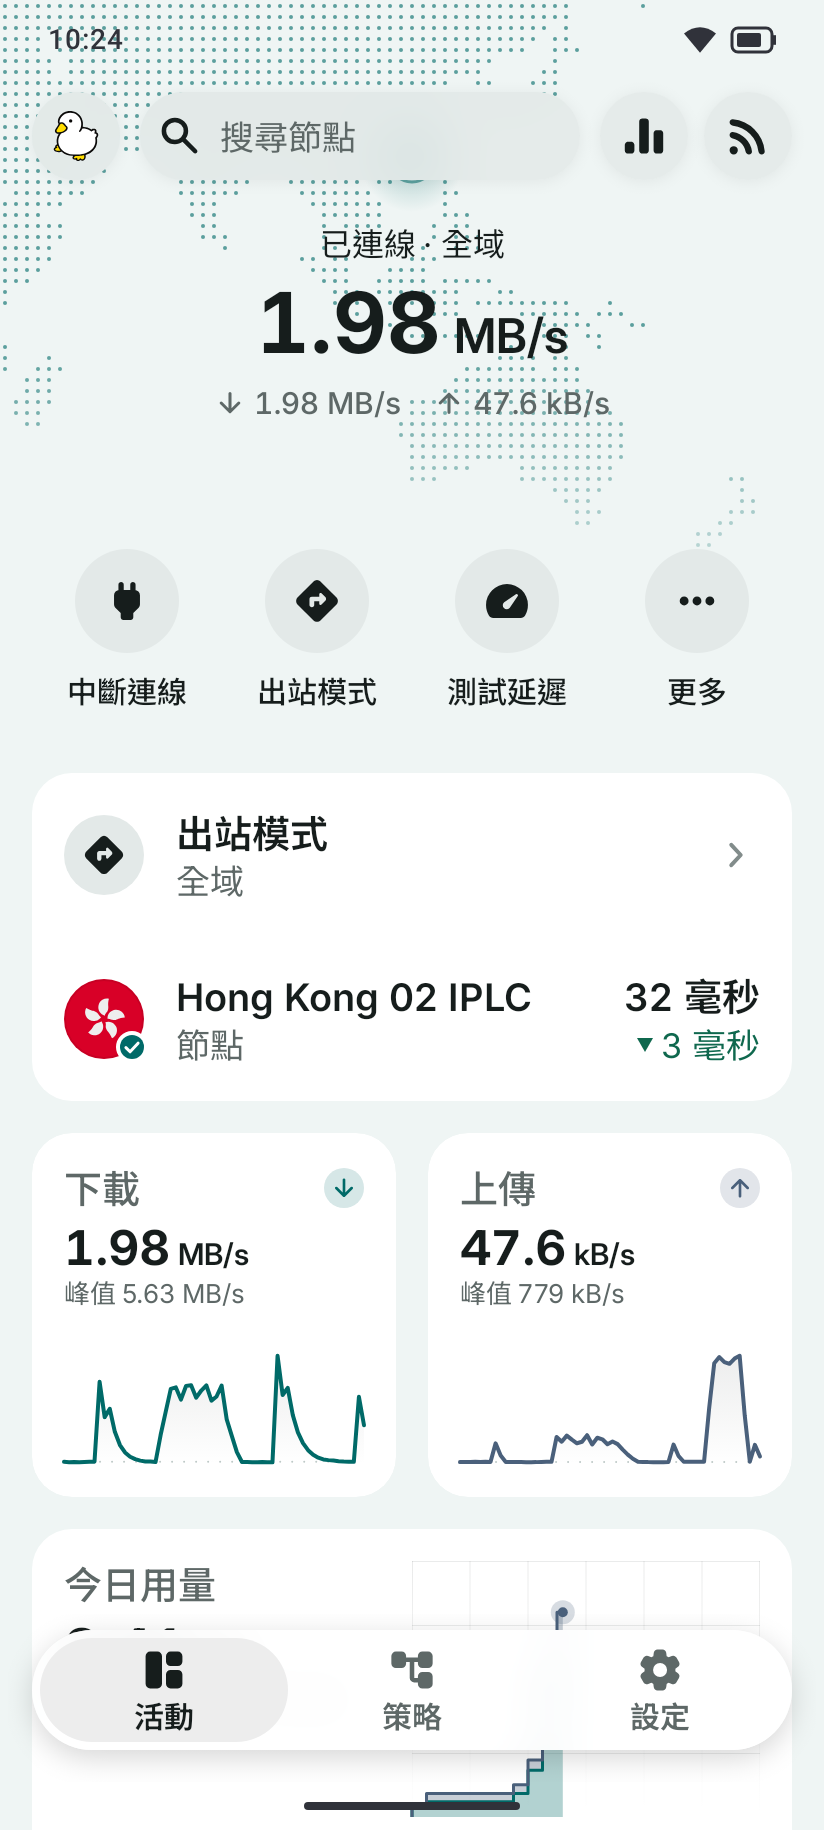 10:24
搜尋節點
已連線 · 全域
1.98 MB/s
↓ 1.98 MB/s ↑ 47.6 kB/s
中斷連線 出站模式 測試延遲 更多
出站模式
全域
Hong Kong 02 IPLC 32 毫秒
節點 ▼3 毫秒
下載 上傳
1.98 MB/s 47.6 kB/s
峰值 5.63 MB/s 峰值 779 kB/s
今日用量
活動 策略 設定